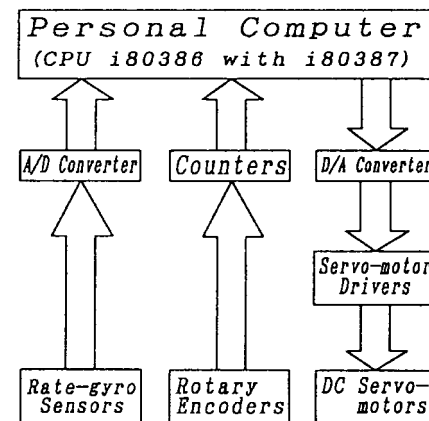 Personal Computer
(CPU i80386 with i80387)
A/D Converter
Counters
D/A Converter
Servo-motor
Drivers
Rate-gyro
Sensors
Rotary
Encoders
DC Servo-
motors